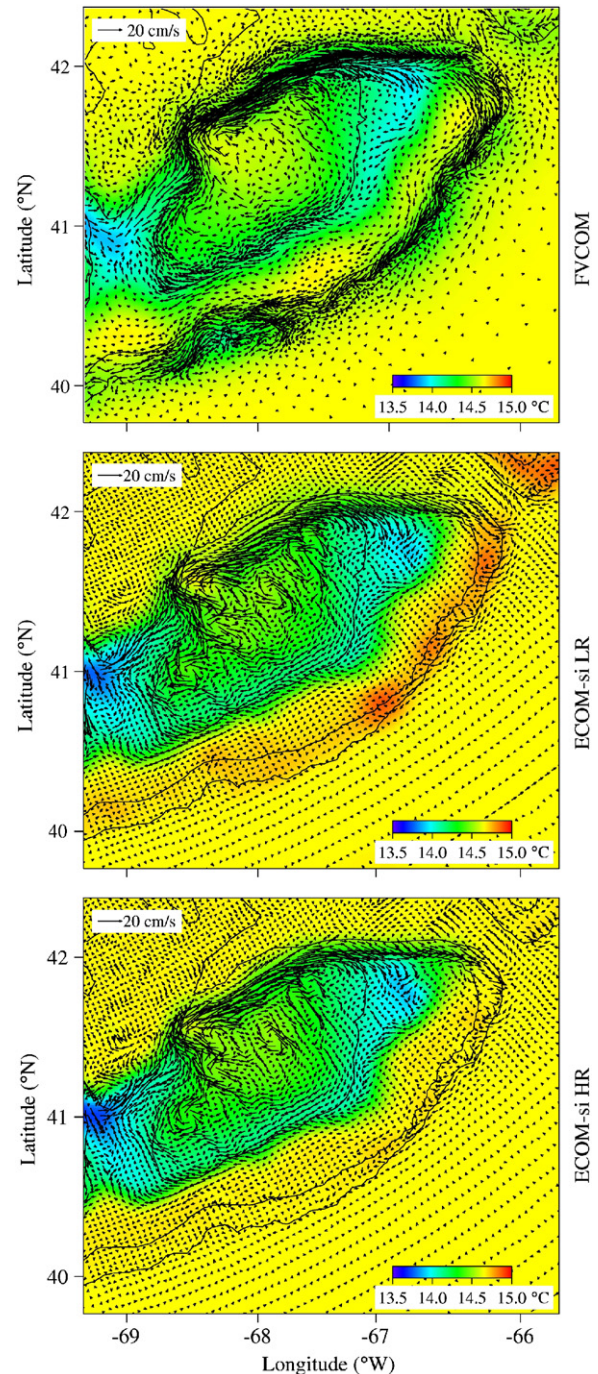 20 cm/s
42
41
40
Latitude (°N)
FVCOM
13.5 14.0 14.5 15.0 °C
20 cm/s
42
41
40
Latitude (°N)
ECOM-si LR
13.5 14.0 14.5 15.0 °C
20 cm/s
42
41
40
Latitude (°N)
ECOM-si HR
13.5 14.0 14.5 15.0 °C
-69 -68 -67 -66
Longitude (°W)